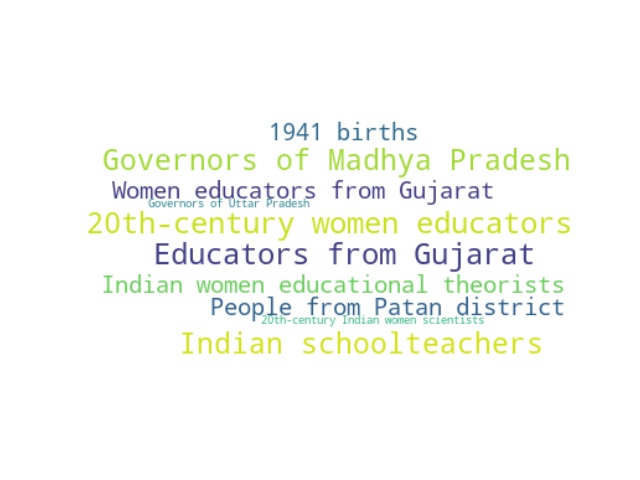 1941 births
Governors of Madhya Pradesh
Women educators from Gujarat
Governors of Uttar Pradesh
20th-century women educators
Educators from Gujarat
Indian women educational theorists
People from Patan district
20th-century Indian women scientists
Indian schoolteachers